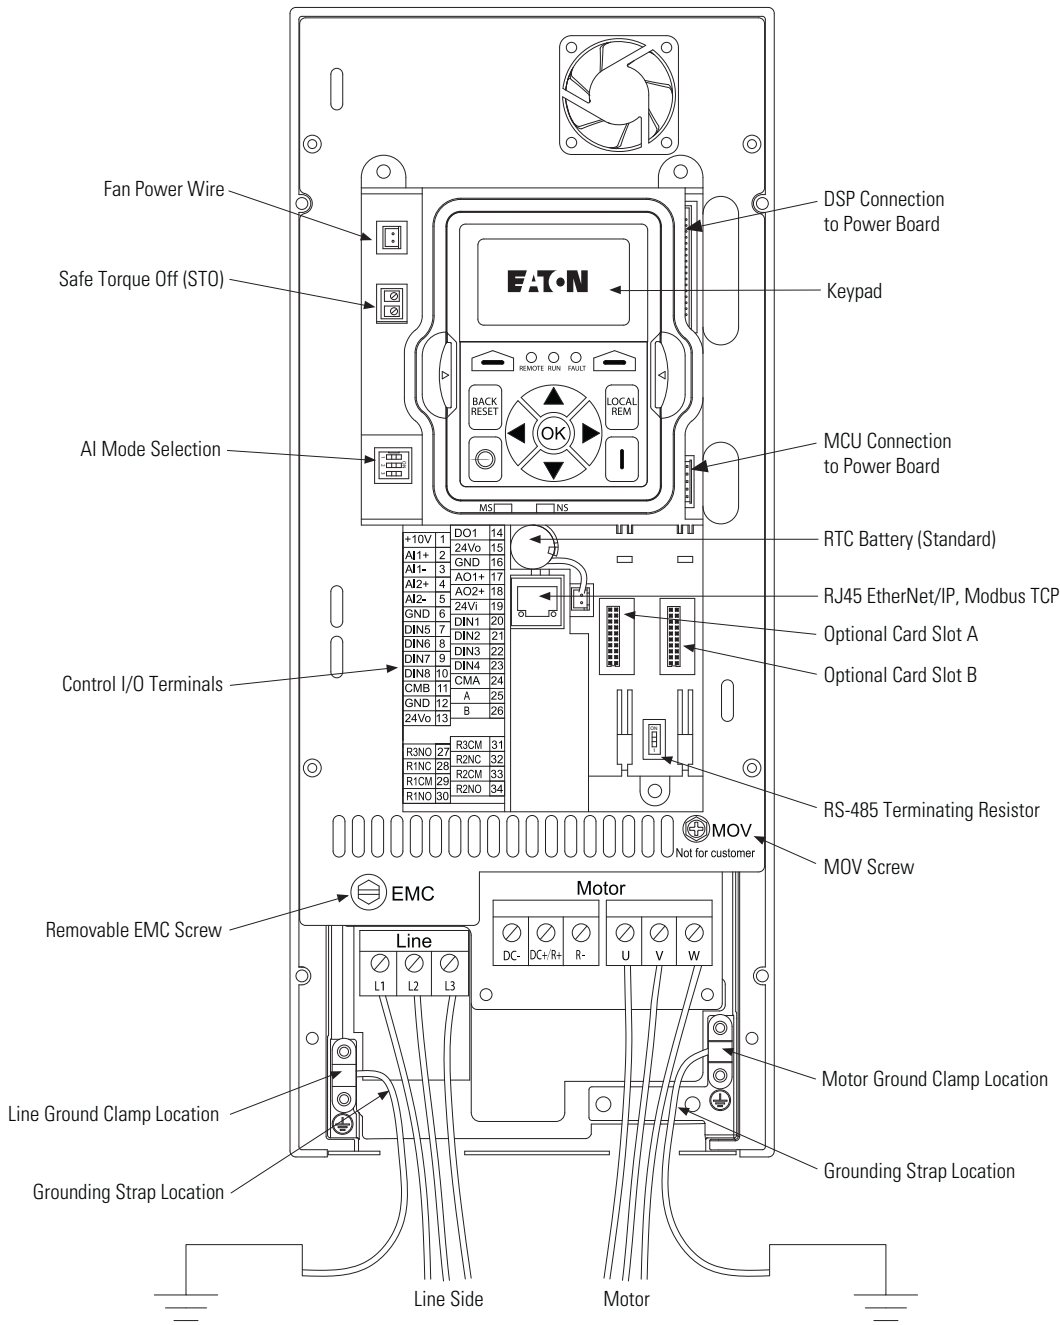 Fan Power Wire
Safe Torque Off (STO)
AI Mode Selection
Control I/O Terminals
Removable EMC Screw
Line Ground Clamp Location
Grounding Strap Location
DSP Connection
to Power Board
Keypad
MCU Connection
to Power Board
RTC Battery (Standard)
RJ45 EtherNet/IP, Modbus TCP
Optional Card Slot A
Optional Card Slot B
RS-485 Terminating Resistor
MOV Screw
Motor Ground Clamp Location
Grounding Strap Location
EATON
REMOTE RUN FAULT
BACK
RESET
LOCAL
REM
OK
MS NS
+10V 1
AI1+ 2
AI1- 3
AI2+ 4
AI2- 5
GND 6
DIN5 7
DIN6 8
DIN7 9
DIN8 10
CMB 11
GND 12
24Vo 13
DO1 14
24Vo 15
GND 16
AO1+ 17
AO2+ 18
24Vi 19
DIN1 20
DIN2 21
DIN3 22
DIN4 23
CMA 24
A 25
B 26
R3NO 27
R1NC 28
R1CM 29
R1NO 30
R3CM 31
R2NC 32
R2CM 33
R2NO 34
ON
MOV
Not for customer
EMC
Motor
DC- DC+/R+ R- U V W
Line
L1 L2 L3
Line Side
Motor